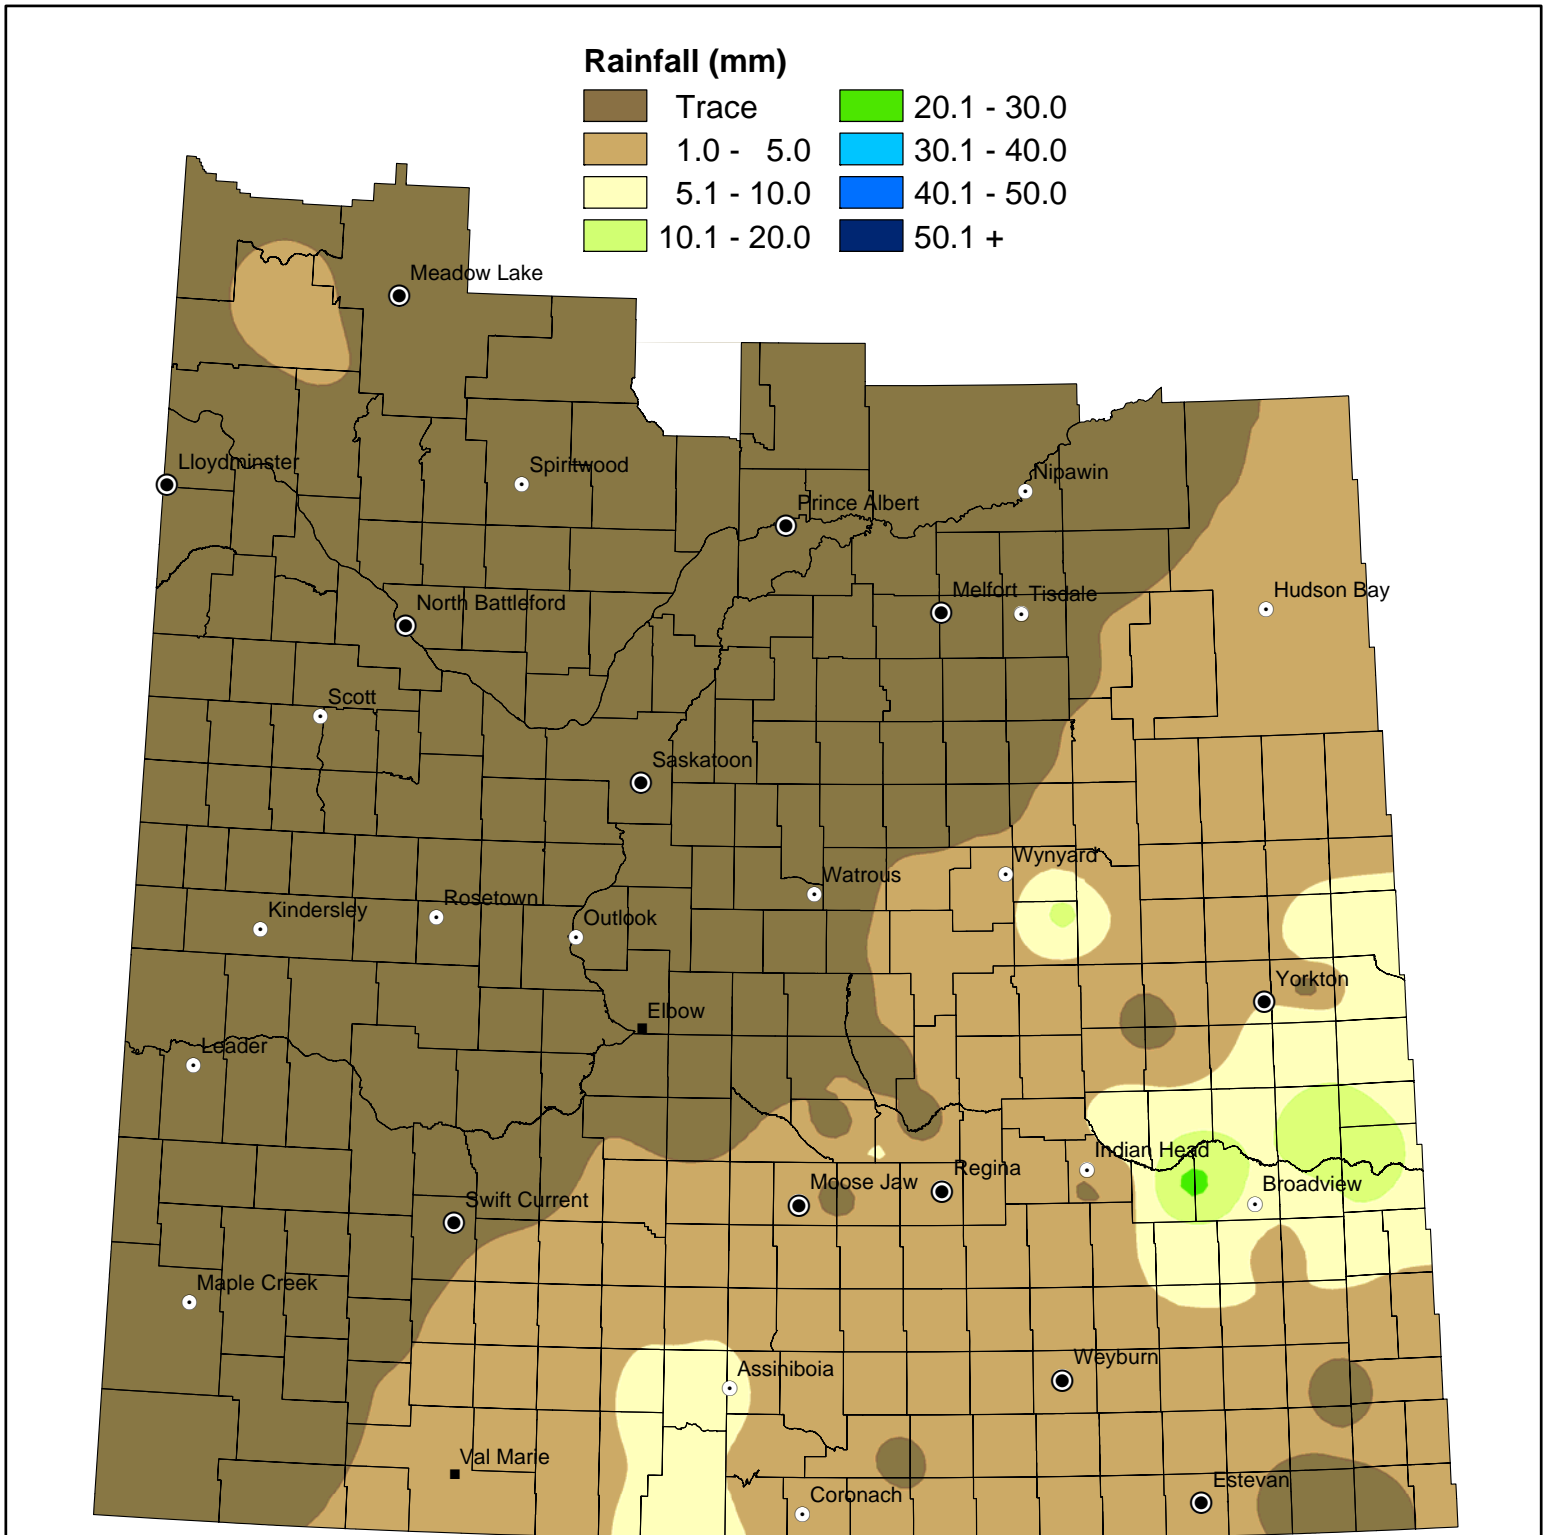 Rainfall (mm)
Trace
1.0 - 5.0
5.1 - 10.0
10.1 - 20.0
20.1 - 30.0
30.1 - 40.0
40.1 - 50.0
50.1 +
Meadow Lake
Lloydminster
Spiritwood
Nipawin
Prince Albert
Hudson Bay
Melfort
Tisdale
North Battleford
Scott
Saskatoon
Wynyard
Watrous
Rosetown
Kindersley
Outlook
Yorkton
Elbow
Leader
Indian Head
Regina
Moose Jaw
Broadview
Swift Current
Maple Creek
Weyburn
Assiniboia
Val Marie
Estevan
Coronach